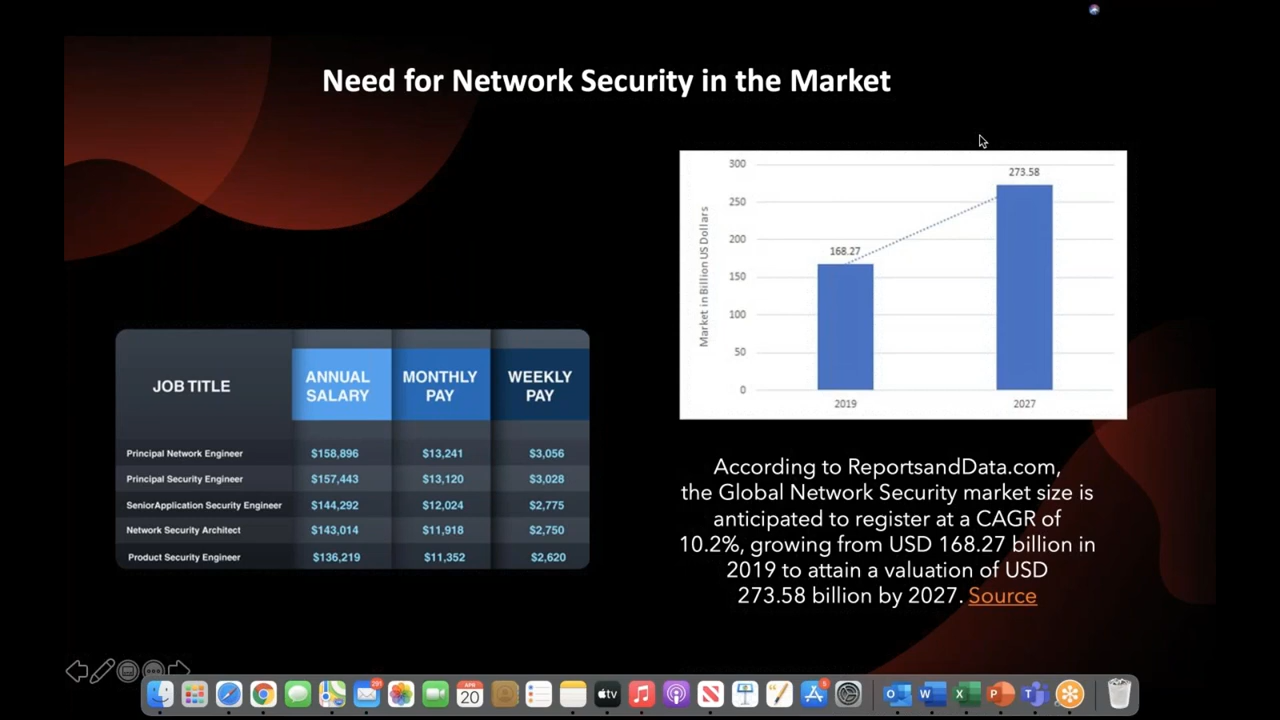 Need for Network Security in the Market
JOB TITLE
ANNUAL SALARY
MONTHLY PAY
WEEKLY PAY
Principal Network Engineer $158,896 $13,241 $3,056
Principal Security Engineer $157,443 $13,120 $3,028
SeniorApplication Security Engineer $144,292 $12,024 $2,775
Network Security Architect $143,014 $11,918 $2,750
Product Security Engineer $136,219 $11,352 $2,620
Market in Billion US Dollars
300
250
200
150
100
50
0
168.27
273.58
2019
2027
According to ReportsandData.com,
the Global Network Security market size is
anticipated to register at a CAGR of
10.2%, growing from USD 168.27 billion in
2019 to attain a valuation of USD
273.58 billion by 2027. Source
APR
20
tv